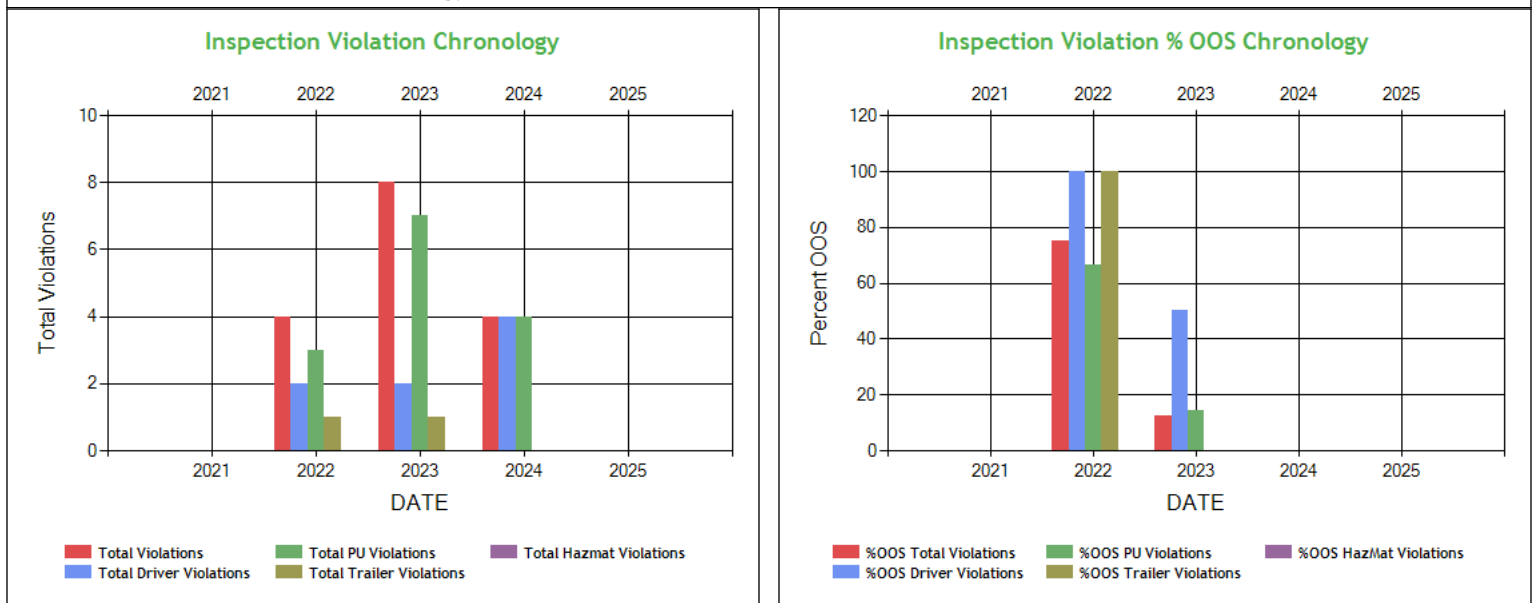 Inspection Violation Chronology
2021 2022 2023 2024 2025
10
8
6
4
2
0
Total Violations
2021 2022 2023 2024 2025
DATE
Total Violations Total PU Violations Total Hazmat Violations
Total Driver Violations Total Trailer Violations
Inspection Violation % OOS Chronology
2021 2022 2023 2024 2025
120
100
80
60
40
20
0
Percent OOS
2021 2022 2023 2024 2025
DATE
%OOS Total Violations %OOS PU Violations %OOS HazMat Violations
%OOS Driver Violations %OOS Trailer Violations